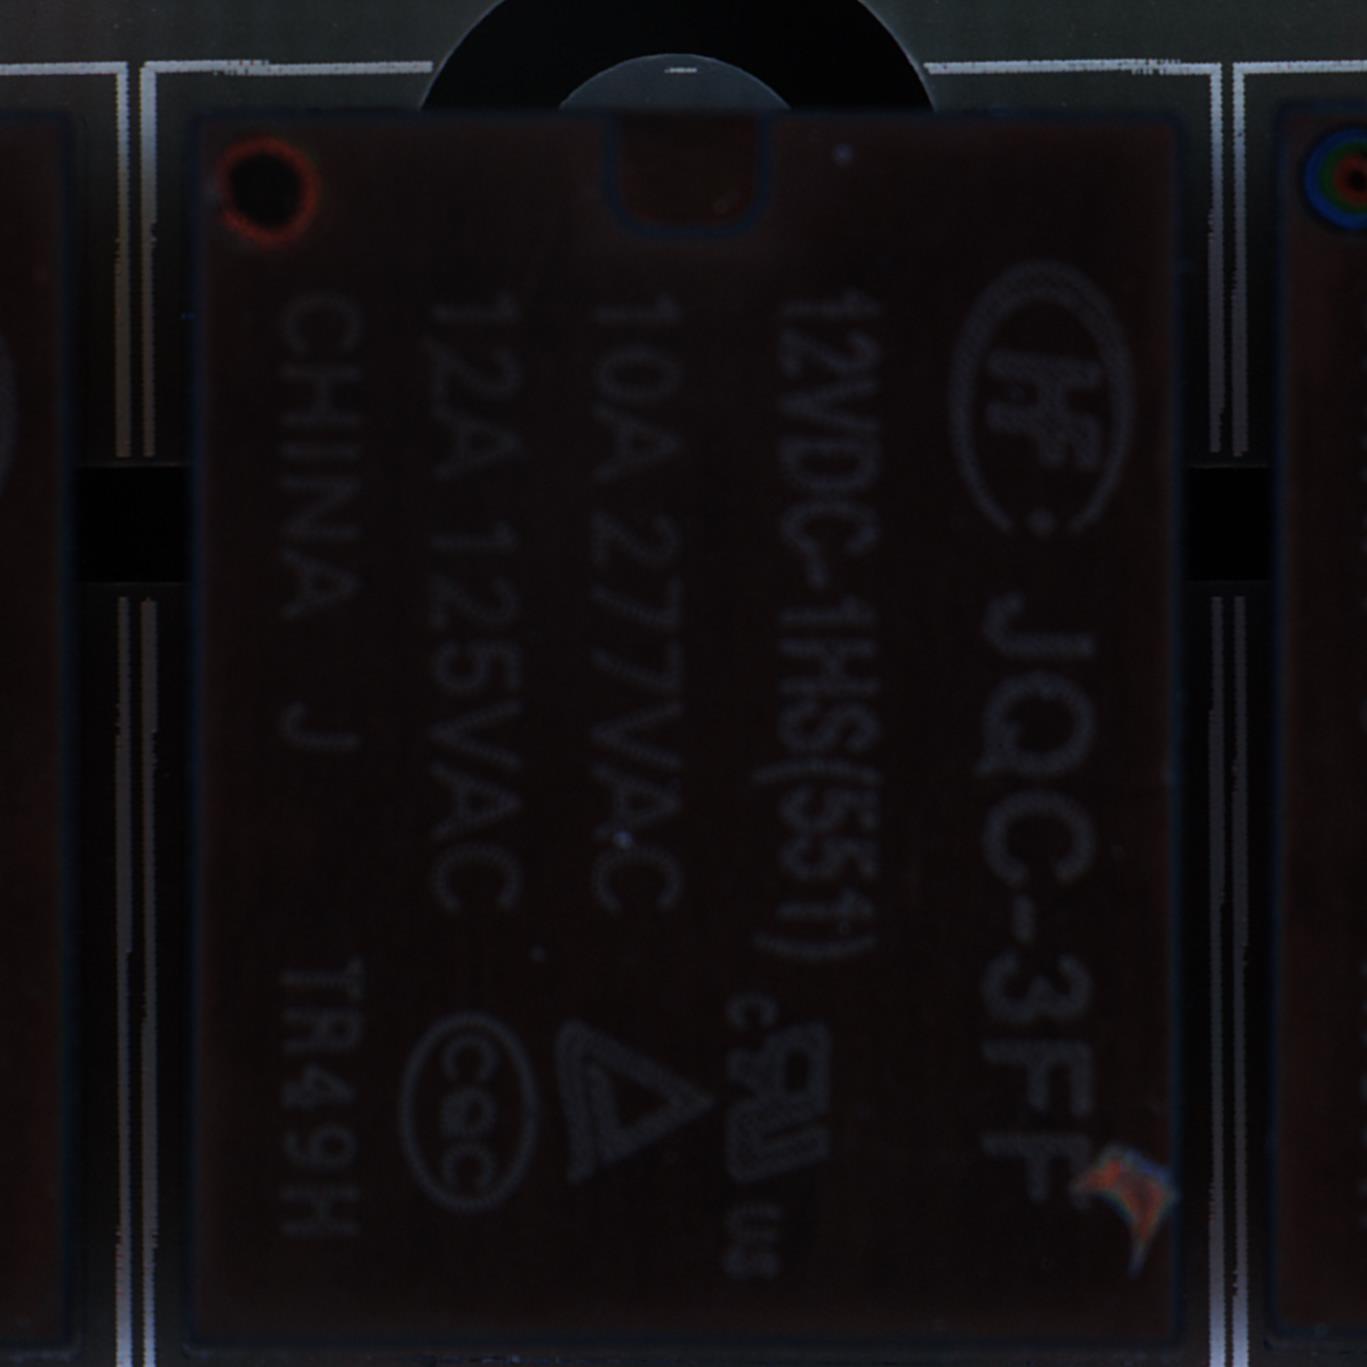 HF
JQC-3FF
12VDC-1HS(551)
c US
10A 277VAC
12A 125VAC
CQC
CHINA J TR49H